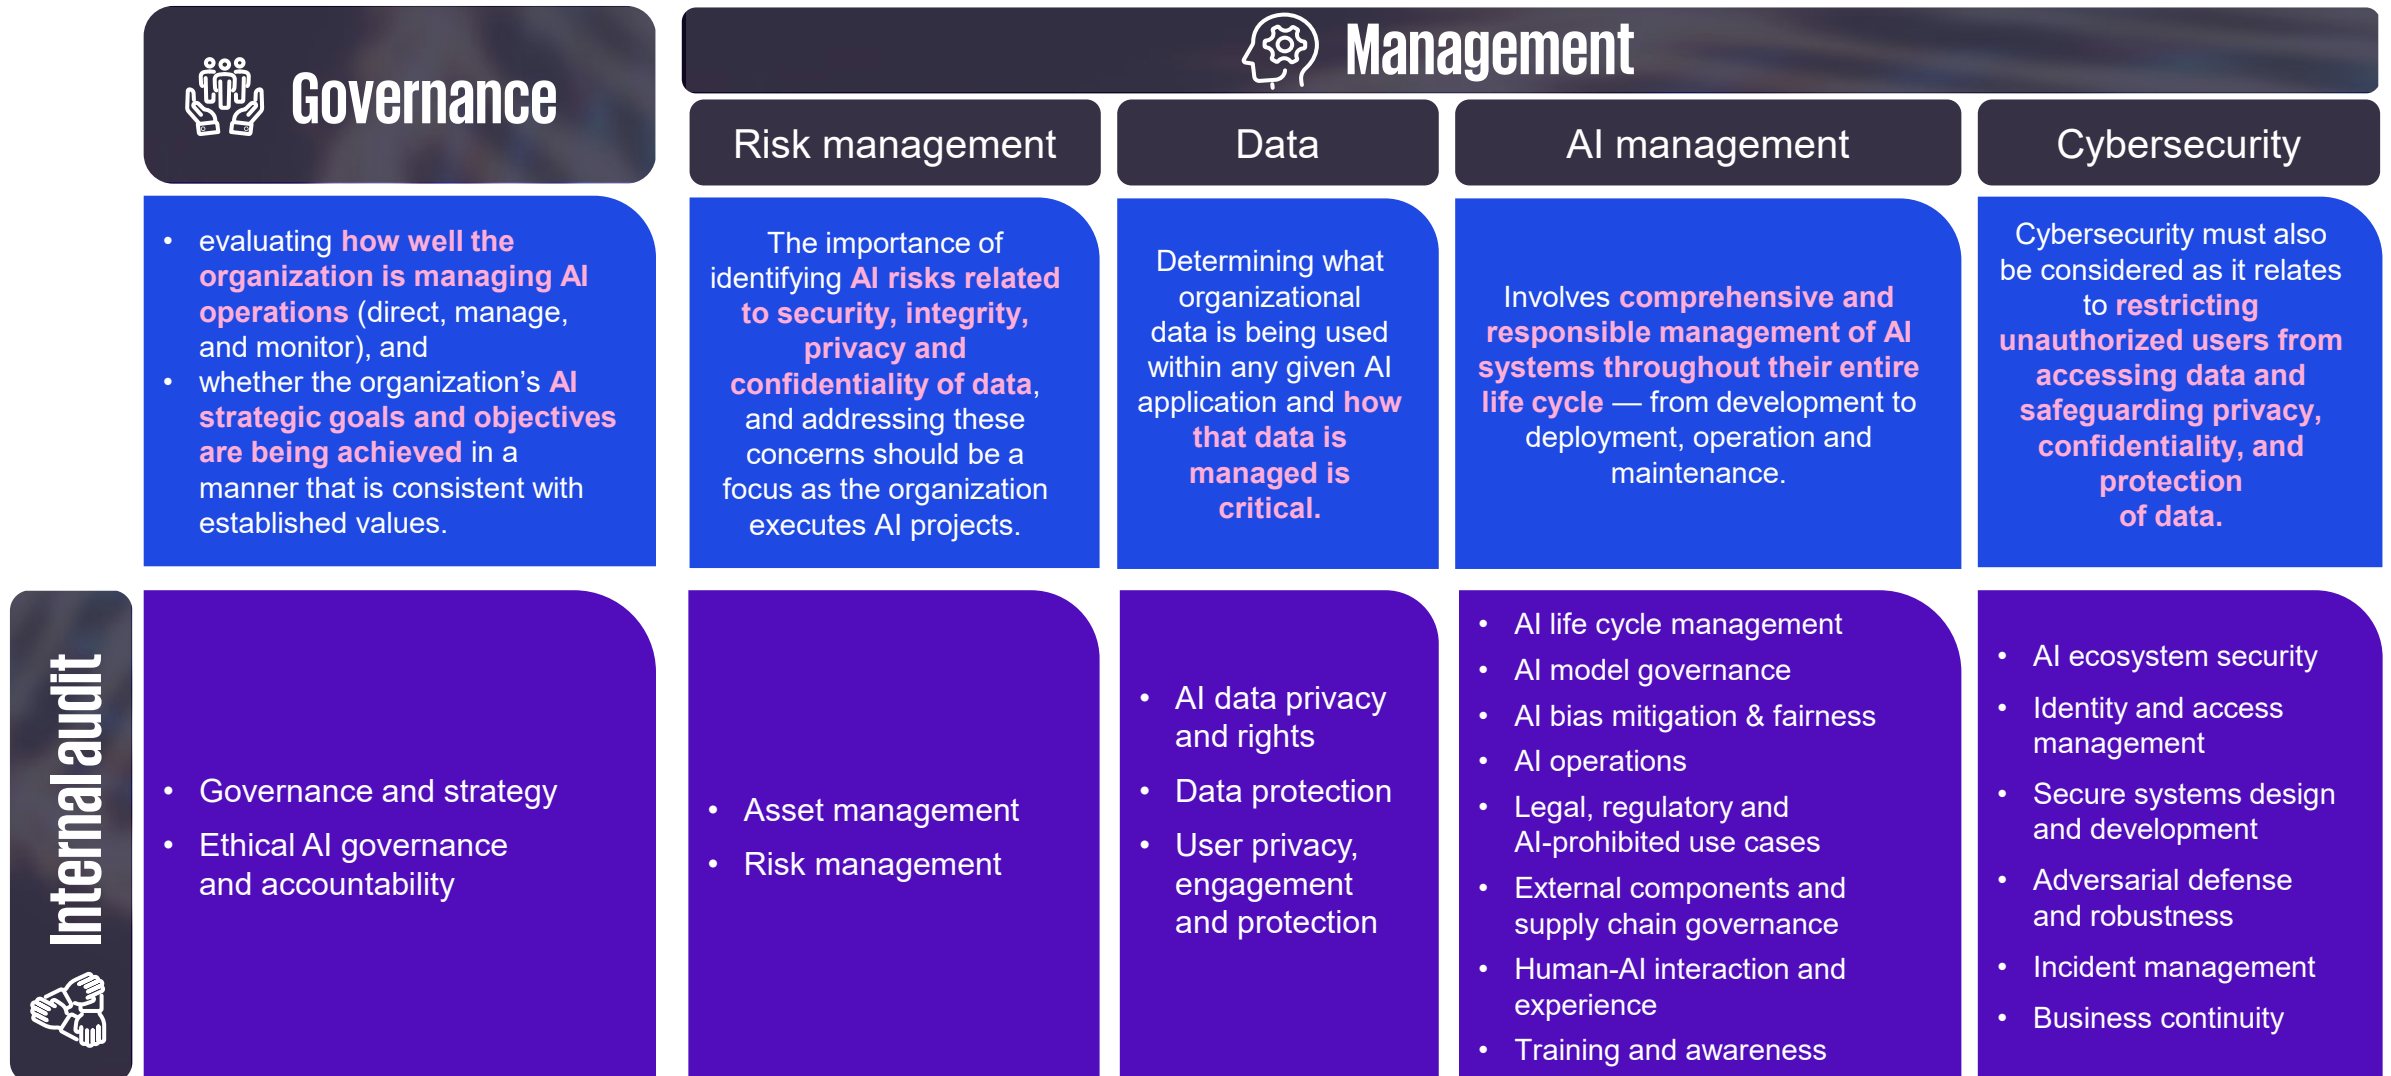 Governance
Management
Risk management
Data
AI management
Cybersecurity
• evaluating how well the
organization is managing AI
operations (direct, manage,
and monitor), and
• whether the organization’s AI
strategic goals and objectives
are being achieved in a
manner that is consistent with
established values.
The importance of
identifying AI risks related
to security, integrity,
privacy and
confidentiality of data,
and addressing these
concerns should be a
focus as the organization
executes AI projects.
Determining what
organizational
data is being used
within any given AI
application and how
that data is
managed is
critical.
Involves comprehensive and
responsible management of AI
systems throughout their entire
life cycle — from development to
deployment, operation and
maintenance.
Cybersecurity must also
be considered as it relates
to restricting
unauthorized users from
accessing data and
safeguarding privacy,
confidentiality, and
protection
of data.
Internal audit
• Governance and strategy
• Ethical AI governance
and accountability
• Asset management
• Risk management
• AI data privacy
and rights
• Data protection
• User privacy,
engagement
and protection
• AI life cycle management
• AI model governance
• AI bias mitigation & fairness
• AI operations
• Legal, regulatory and
AI-prohibited use cases
• External components and
supply chain governance
• Human-AI interaction and
experience
• Training and awareness
• AI ecosystem security
• Identity and access
management
• Secure systems design
and development
• Adversarial defense
and robustness
• Incident management
• Business continuity